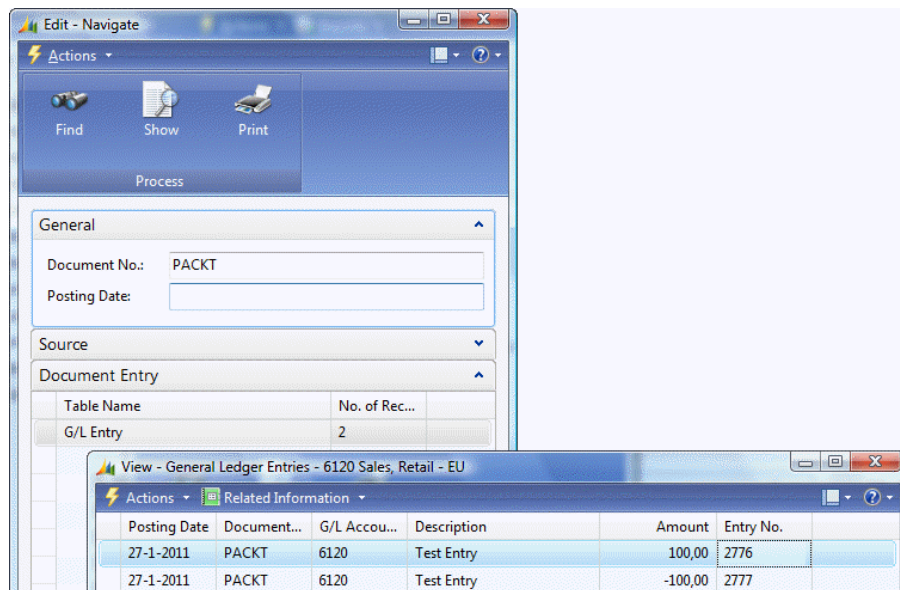 Edit - Navigate
Actions
Find Show Print
Process
General
Document No.: PACKT
Posting Date:
Source
Document Entry
Table Name No. of Rec...
G/L Entry 2
View - General Ledger Entries - 6120 Sales, Retail - EU
Actions Related Information
Posting Date Document... G/L Accou... Description Amount Entry No.
27-1-2011 PACKT 6120 Test Entry 100,00 2776
27-1-2011 PACKT 6120 Test Entry -100,00 2777